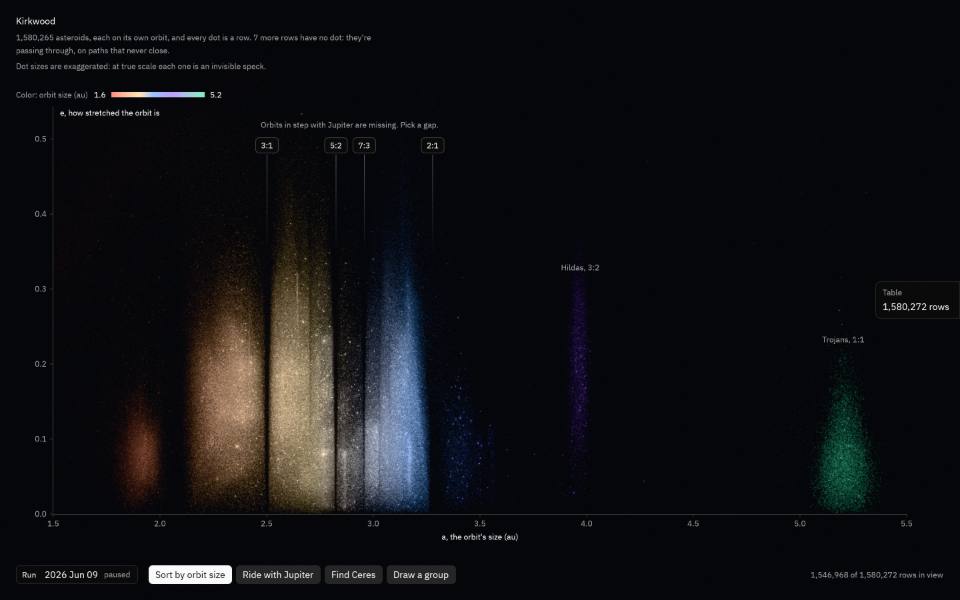 Kirkwood
1,580,265 asteroids, each on its own orbit, and every dot is a row. 7 more rows have no dot: they're
passing through, on paths that never close.
Dot sizes are exaggerated: at true scale each one is an invisible speck.
Color: orbit size (au) 1.6 5.2
e, how stretched the orbit is
Orbits in step with Jupiter are missing. Pick a gap.
3:1 5:2 7:3 2:1
0.5
0.4
0.3
0.2
0.1
0.0
Hildas, 3:2
Table
1,580,272 rows
Trojans, 1:1
1.5 2.0 2.5 3.0 3.5 4.0 4.5 5.0 5.5
a, the orbit's size (au)
Run 2026 Jun 09 paused Sort by orbit size Ride with Jupiter Find Ceres Draw a group 1,546,968 of 1,580,272 rows in view